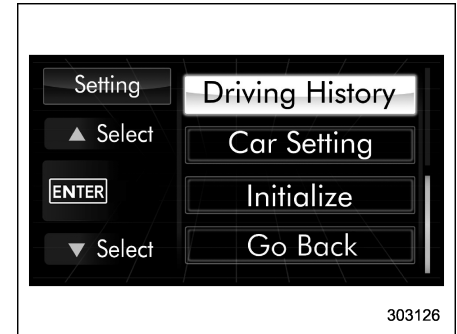 Setting
▲ Select
ENTER
▼ Select
Driving History
Car Setting
Initialize
Go Back
303126